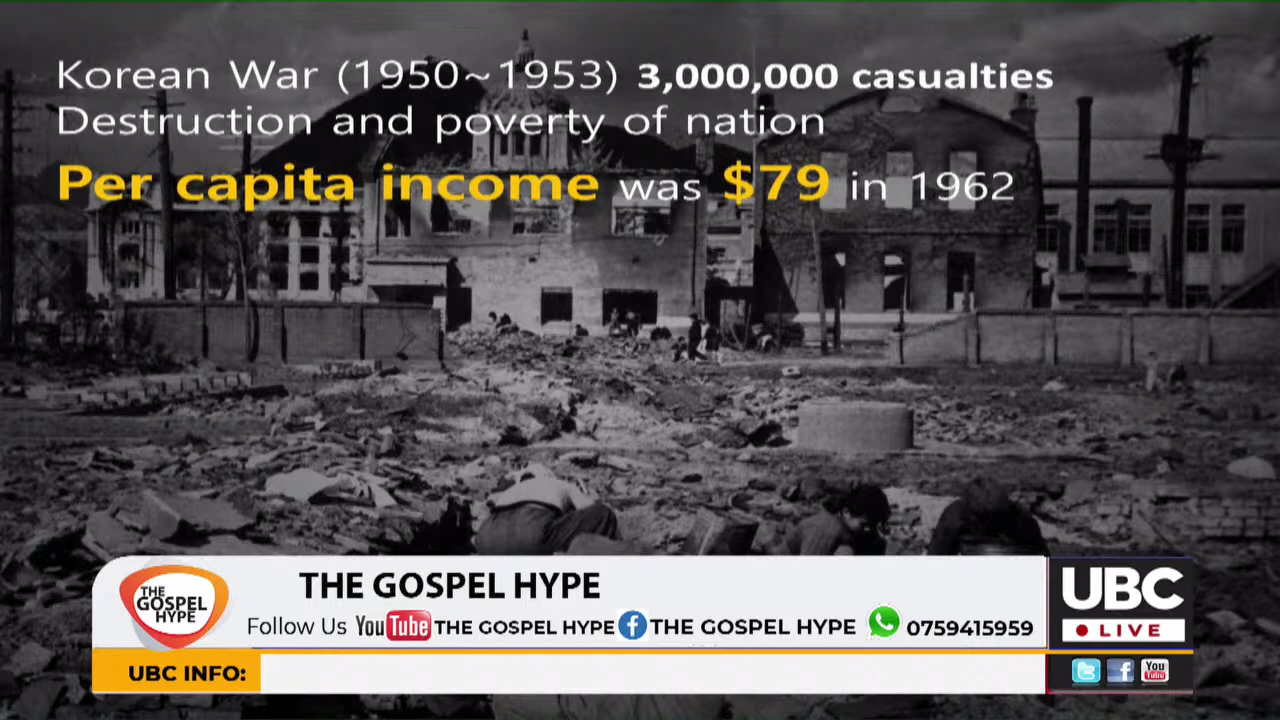 Korean War (1950~1953) 3,000,000 casualties
Destruction and poverty of nation
Per capita income was $79 in 1962
THE GOSPEL HYPE
THE GOSPEL HYPE
Follow Us YouTube THE GOSPEL HYPE f THE GOSPEL HYPE 0759415959
UBC
LIVE
UBC INFO:
f You Tube